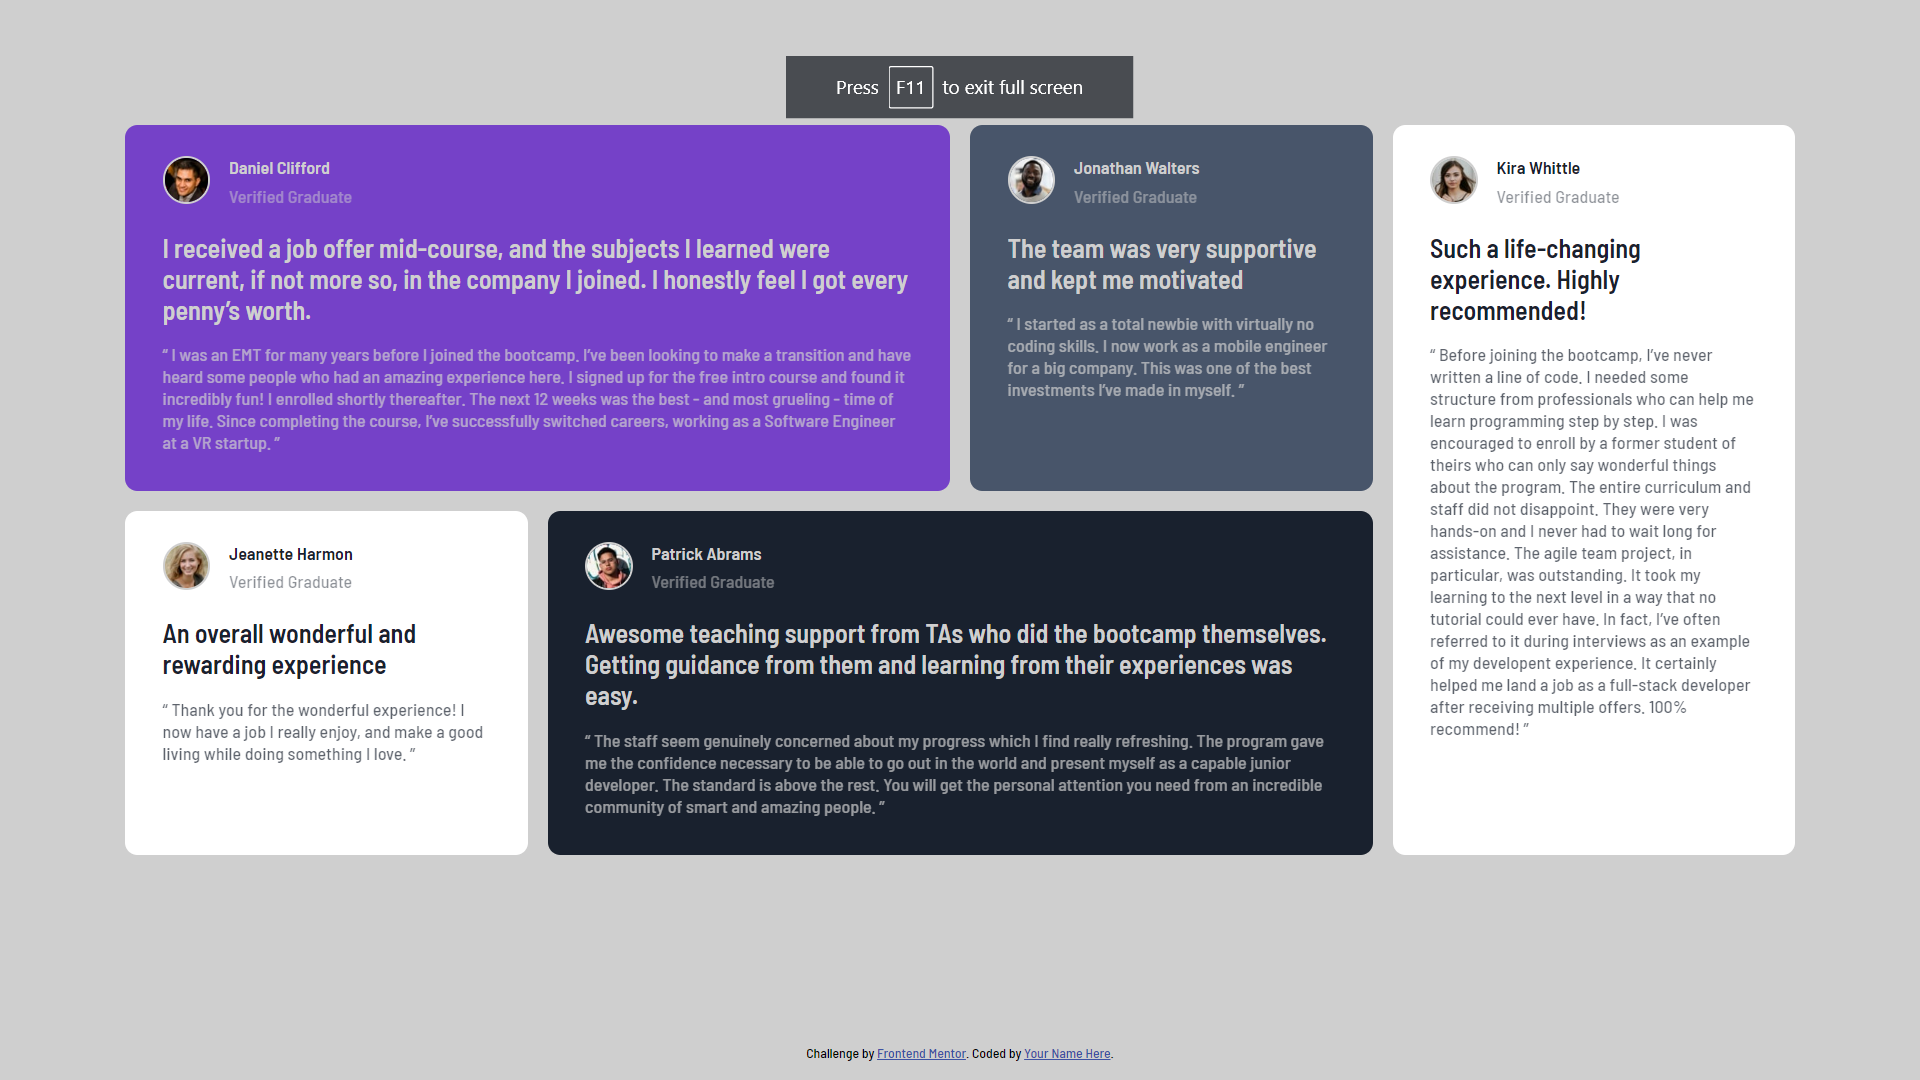 Press F11 to exit full screen
Daniel Clifford
Verified Graduate
I received a job offer mid-course, and the subjects I learned were
current, if not more so, in the company I joined. I honestly feel I got every
penny’s worth.
“ I was an EMT for many years before I joined the bootcamp. I’ve been looking to make a transition and have
heard some people who had an amazing experience here. I signed up for the free intro course and found it
incredibly fun! I enrolled shortly thereafter. The next 12 weeks was the best - and most grueling - time of
my life. Since completing the course, I’ve successfully switched careers, working as a Software Engineer
at a VR startup. ”
Jonathan Walters
Verified Graduate
The team was very supportive
and kept me motivated
“ I started as a total newbie with virtually no
coding skills. I now work as a mobile engineer
for a big company. This was one of the best
investments I’ve made in myself. ”
Kira Whittle
Verified Graduate
Such a life-changing
experience. Highly
recommended!
“ Before joining the bootcamp, I’ve never
written a line of code. I needed some
structure from professionals who can help me
learn programming step by step. I was
encouraged to enroll by a former student of
theirs who can only say wonderful things
about the program. The entire curriculum and
staff did not disappoint. They were very
hands-on and I never had to wait long for
assistance. The agile team project, in
particular, was outstanding. It took my
learning to the next level in a way that no
tutorial could ever have. In fact, I’ve often
referred to it during interviews as an example
of my developent experience. It certainly
helped me land a job as a full-stack developer
after receiving multiple offers. 100%
recommend! ”
Jeanette Harmon
Verified Graduate
An overall wonderful and
rewarding experience
“ Thank you for the wonderful experience! I
now have a job I really enjoy, and make a good
living while doing something I love. ”
Patrick Abrams
Verified Graduate
Awesome teaching support from TAs who did the bootcamp themselves.
Getting guidance from them and learning from their experiences was
easy.
“ The staff seem genuinely concerned about my progress which I find really refreshing. The program gave
me the confidence necessary to be able to go out in the world and present myself as a capable junior
developer. The standard is above the rest. You will get the personal attention you need from an incredible
community of smart and amazing people. ”
Challenge by Frontend Mentor. Coded by Your Name Here.